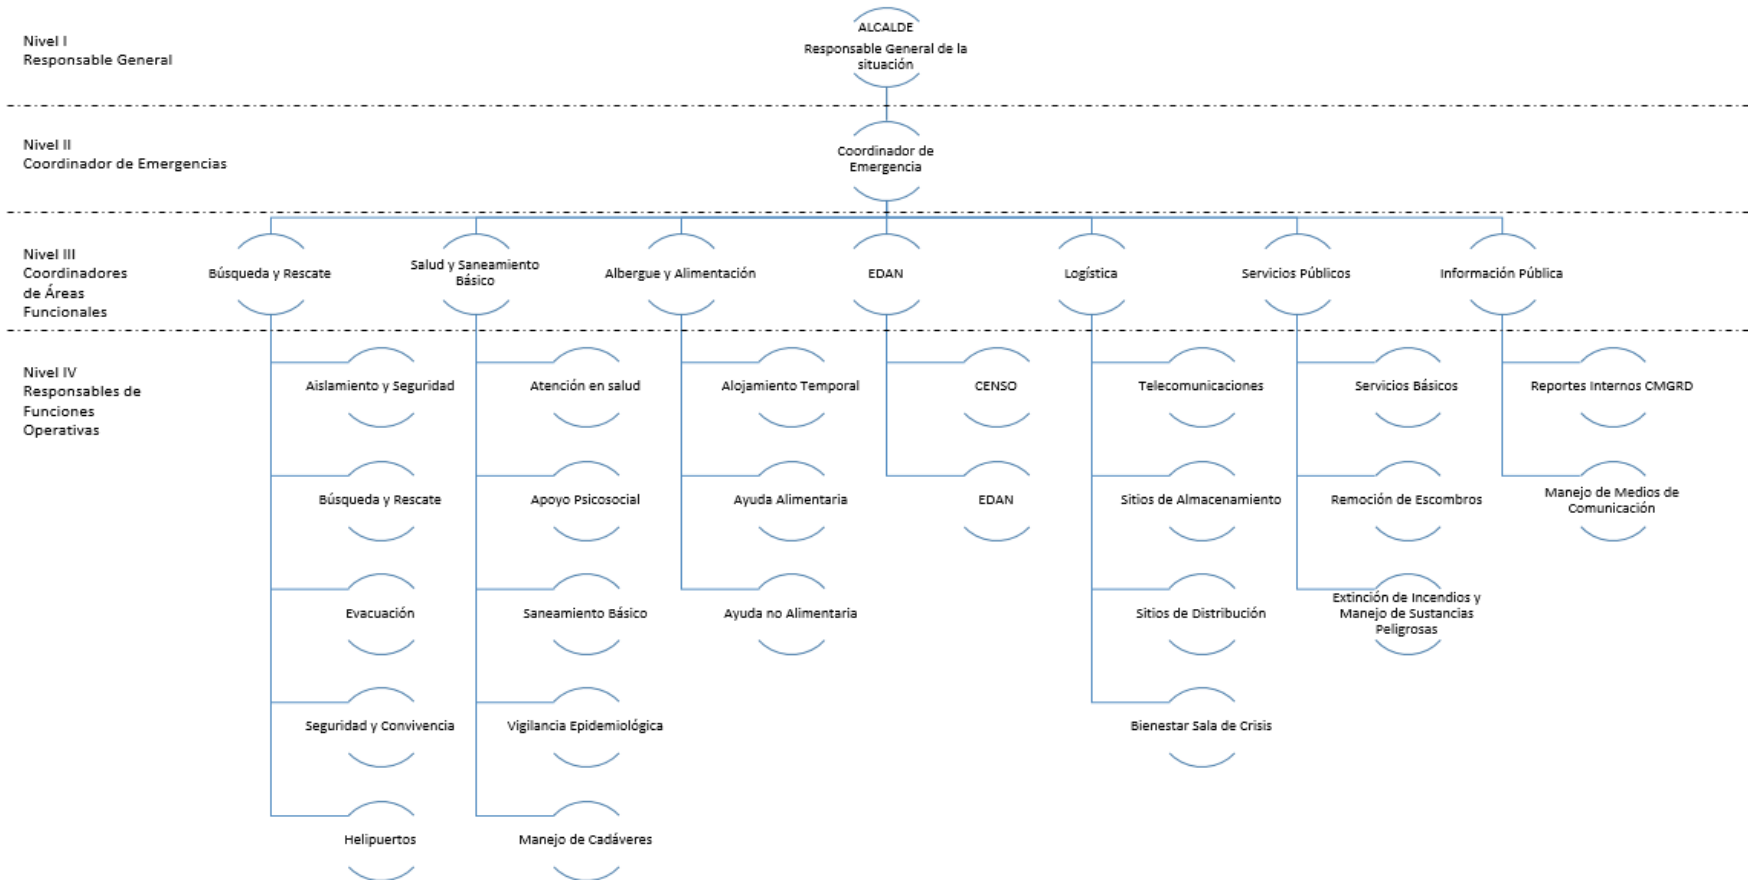 Nivel I
Responsable General
ALCALDE
Responsable General de la
situación
Nivel II
Coordinador de Emergencias
Coordinador de
Emergencia
Nivel III
Coordinadores
de Áreas
Funcionales
Búsqueda y Rescate
Salud y Saneamiento
Básico
Albergue y Alimentación
EDAN
Logística
Servicios Públicos
Información Pública
Nivel IV
Responsables de
Funciones
Operativas
Aislamiento y Seguridad
Atención en salud
Alojamiento Temporal
CENSO
Telecomunicaciones
Servicios Básicos
Reportes Internos CMGRD
Búsqueda y Rescate
Apoyo Psicosocial
Ayuda Alimentaria
EDAN
Sitios de Almacenamiento
Remoción de Escombros
Manejo de Medios de
Comunicación
Evacuación
Saneamiento Básico
Ayuda no Alimentaria
Sitios de Distribución
Extinción de Incendios y
Manejo de Sustancias
Peligrosas
Seguridad y Convivencia
Vigilancia Epidemiológica
Bienestar Sala de Crisis
Helipuertos
Manejo de Cadáveres